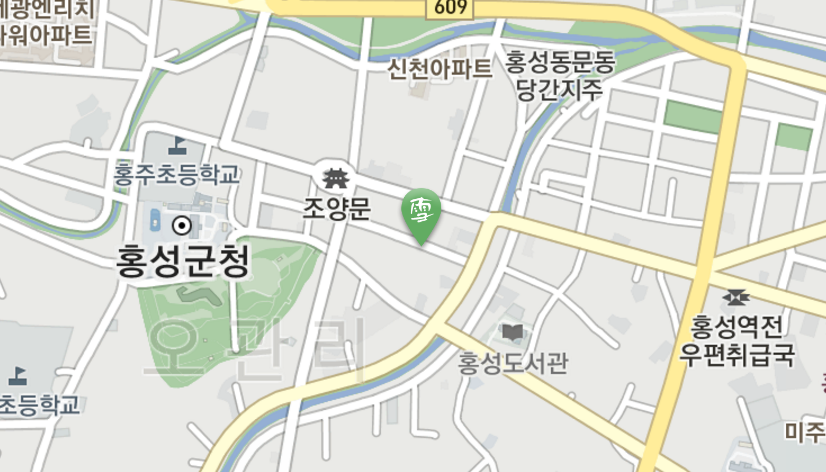 세광엔리치
타워아파트
609
신천아파트
홍성동문동
당간지주
홍주초등학교
조양문
雪
홍성군청
오관리
홍성역전
우편취급국
홍성도서관
초등학교
미주